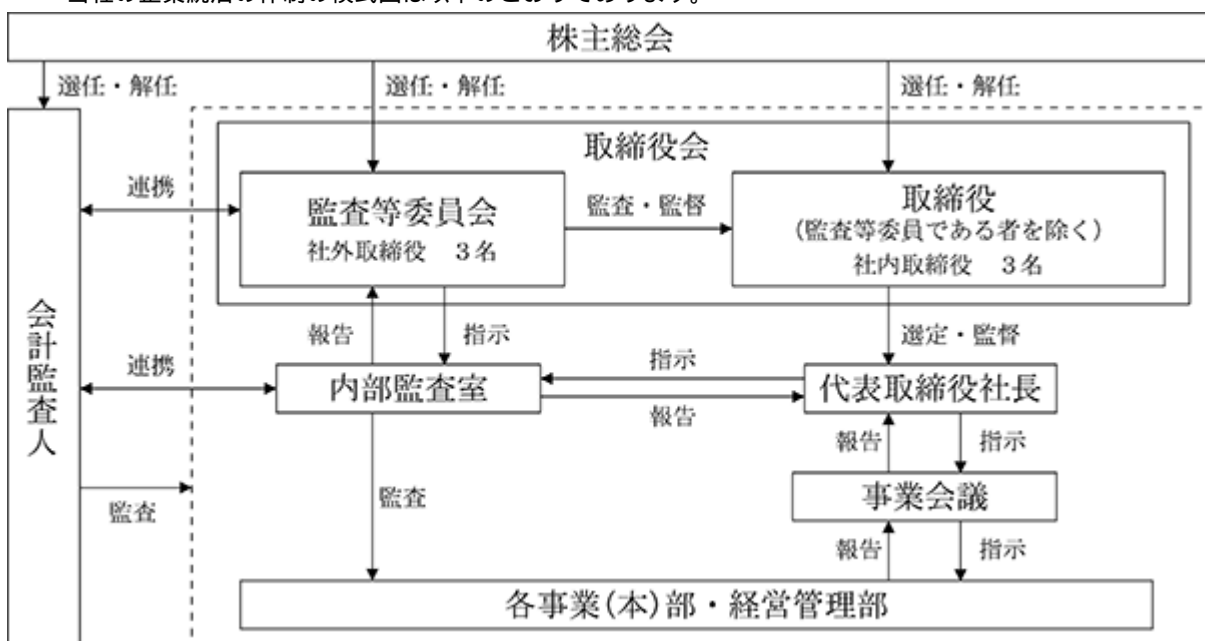 当社の企業統治の体制の模式図は以下のとおりであります。
株主総会
選任・解任
選任・解任
選任・解任
取締役会
連携
監査等委員会
社外取締役 3名
監査・監督
取締役
(監査等委員である者を除く)
社内取締役 3名
会計監査人
報告
指示
選定・監督
連携
内部監査室
指示
報告
代表取締役社長
報告
指示
監査
監査
事業会議
報告
指示
各事業(本)部・経営管理部